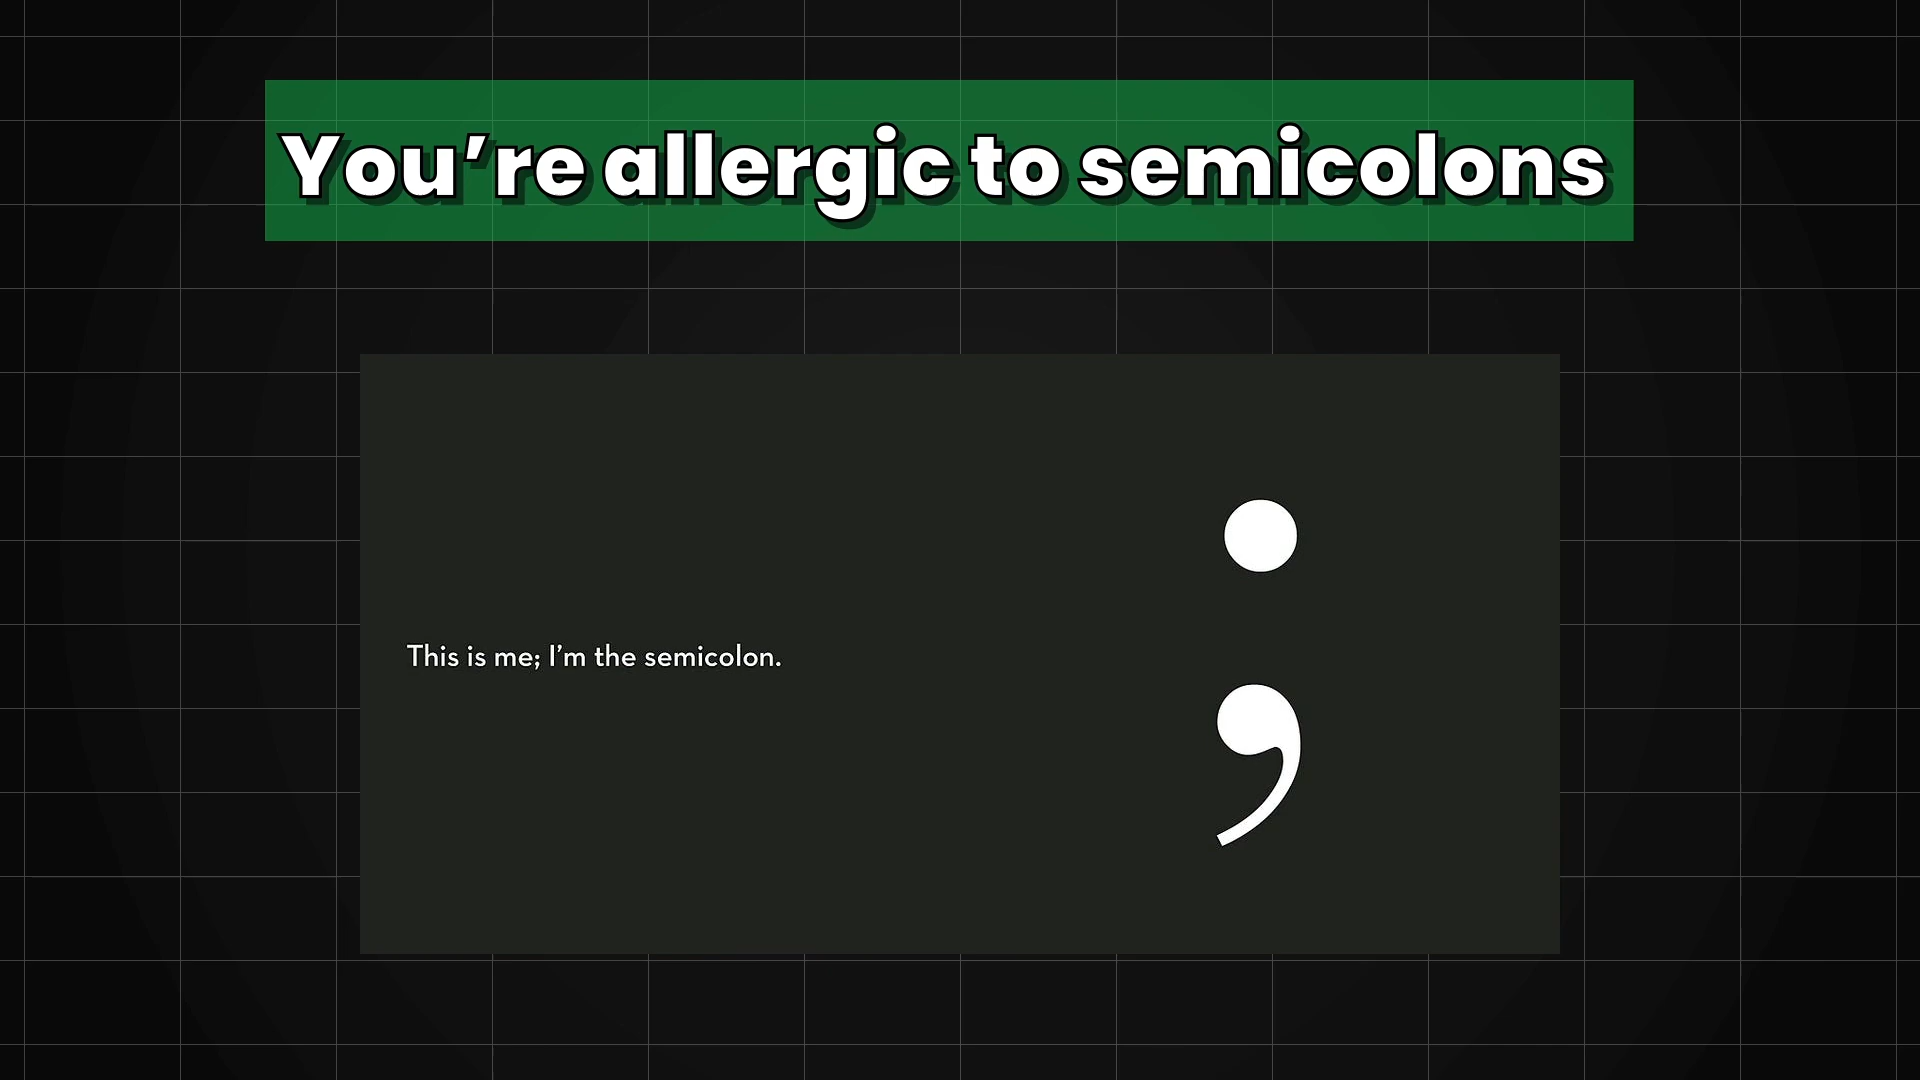 You’re allergic to semicolons
This is me; I’m the semicolon.
;